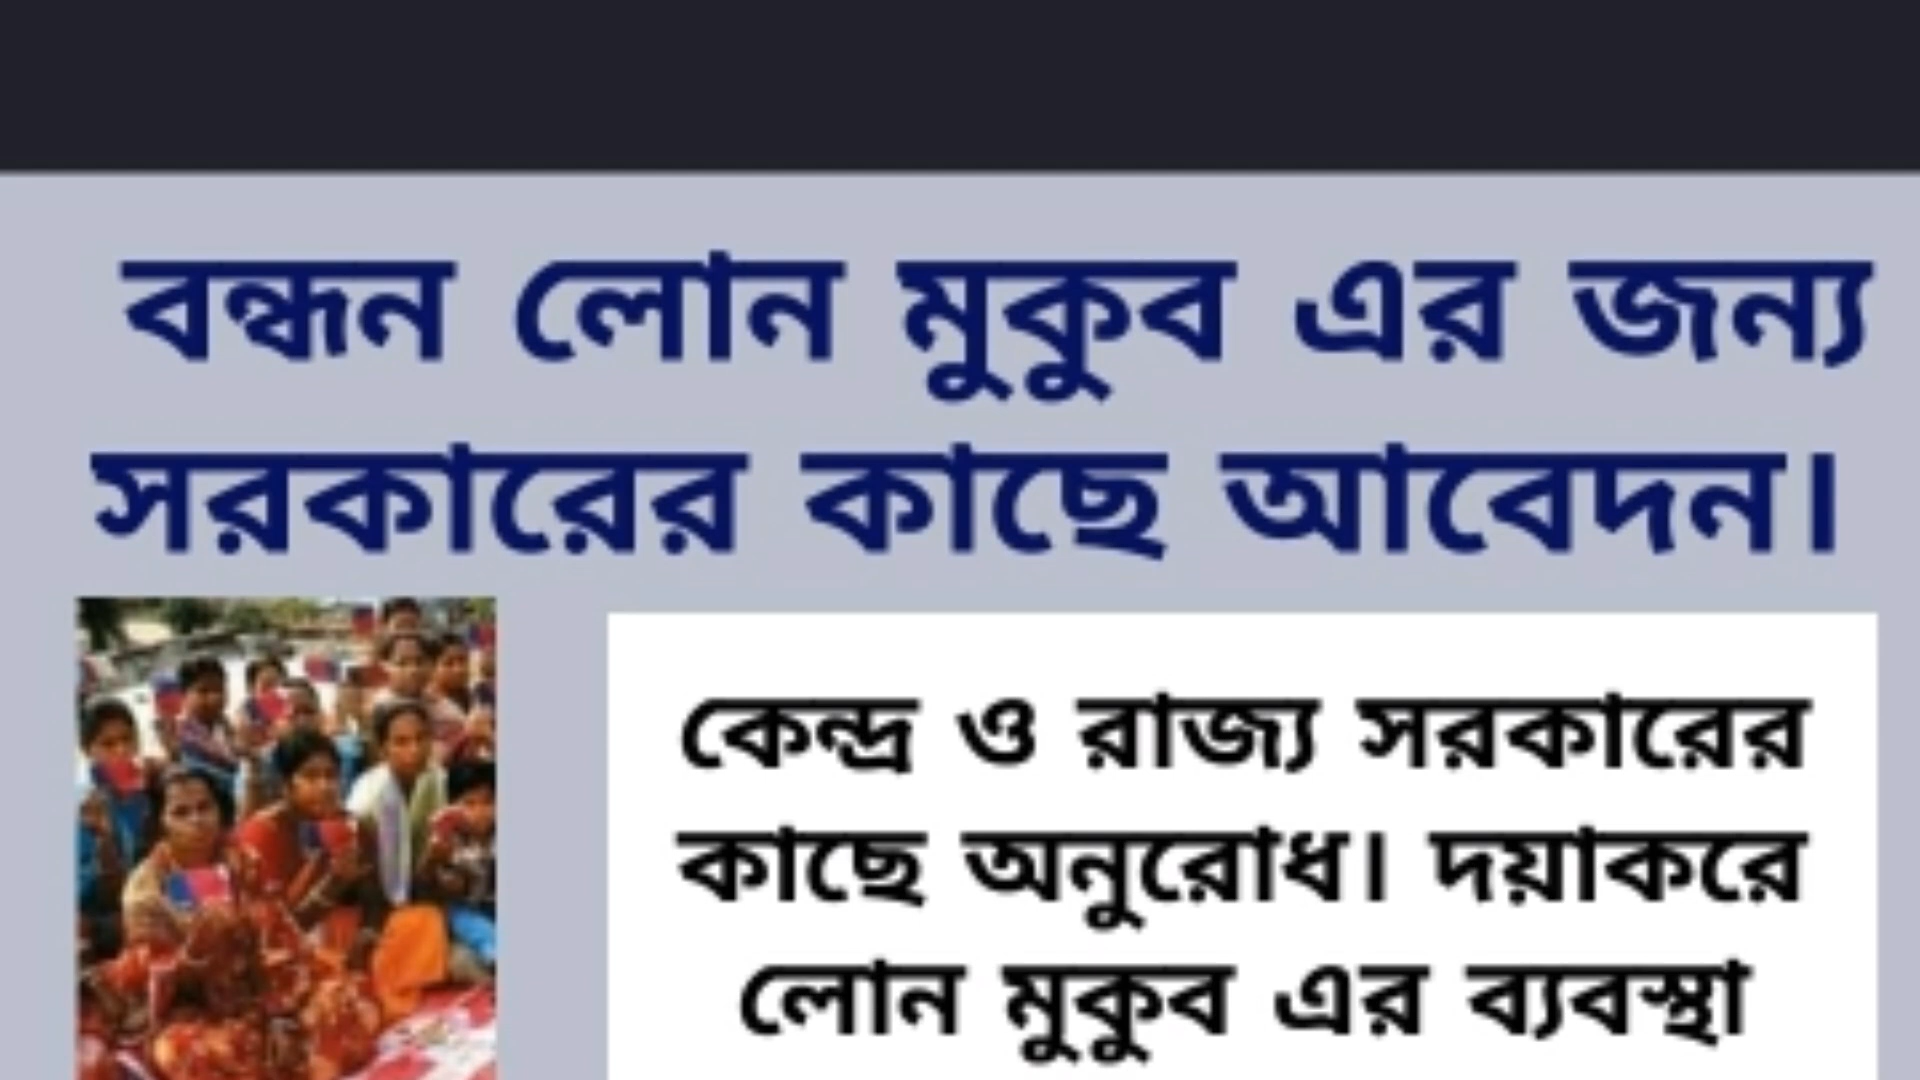 বন্ধন লোন মুকুব এর জন্য
সরকারের কাছে আবেদন।
কেন্দ্র ও রাজ্য সরকারের
কাছে অনুরোধ। দয়াকরে
লোন মুকুব এর ব্যবস্থা